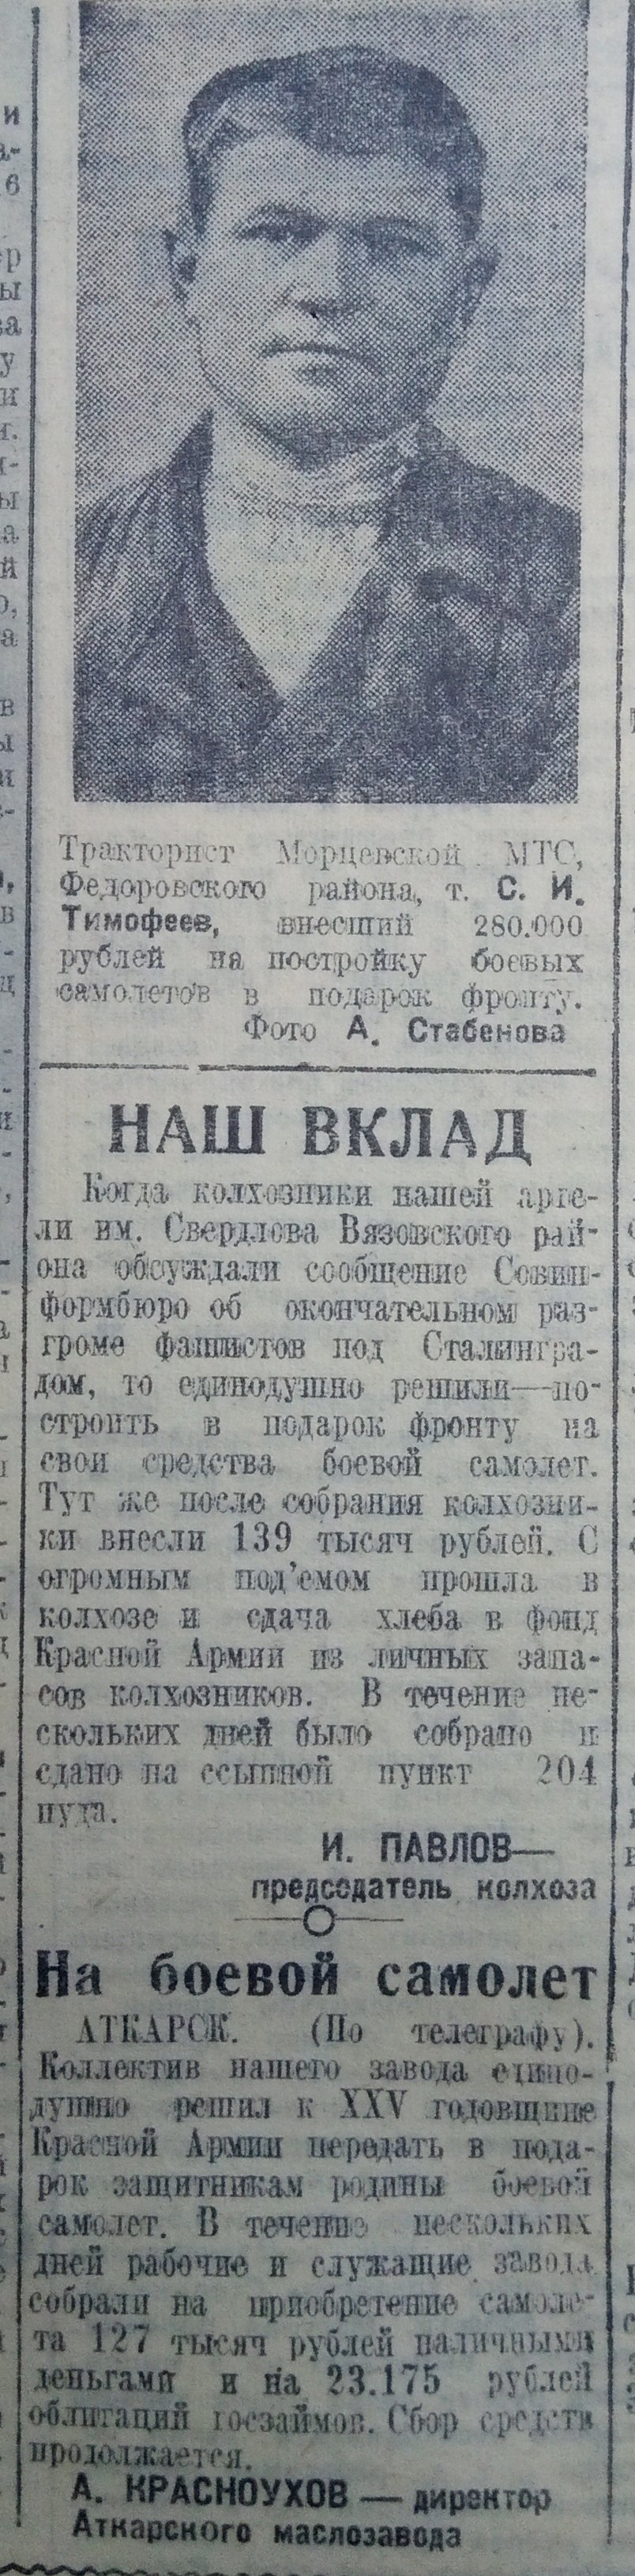 Тракторист Морцевской МТС,
Федоровского района, т. С. И.
Тимофеев, внесший 280.000
рублей на постройку боевых
самолетов в подарок фронту.
Фото А. Стабенова
НАШ ВКЛАД
Когда колхозники нашей арте-
ли им. Свердлова Вязовского рай-
она обсуждали сообщение Совин-
формбюро об окончательном раз-
громе фашистов под Сталингра-
дом, то единодушно решили—по-
строить в подарок фронту на
свои средства боевой самолет.
Тут же после собрания колхозни-
ки внесли 139 тысяч рублей. С
огромным под’емом прошла в
колхозе и сдача хлеба в фонд
Красной Армии из личных запа-
сов колхозников. В течение не-
скольких дней было собрано и
сдано на ссыпной пункт 204
пуда.
И. ПАВЛОВ—
председатель колхоза
На боевой самолет
АТКАРСК. (По телеграфу).
Коллектив нашего завода едино-
душно решил к XXV годовщине
Красной Армии передать в пода-
рок защитникам родины боевой
самолет. В течение нескольких
дней рабочие и служащие завода
собрали на приобретение самоле-
та 127 тысяч рублей наличными
деньгами и на 23.175 рублей
облигаций госзаймов. Сбор средств
продолжается.
А. КРАСНОУХОВ — директор
Аткарского маслозавода